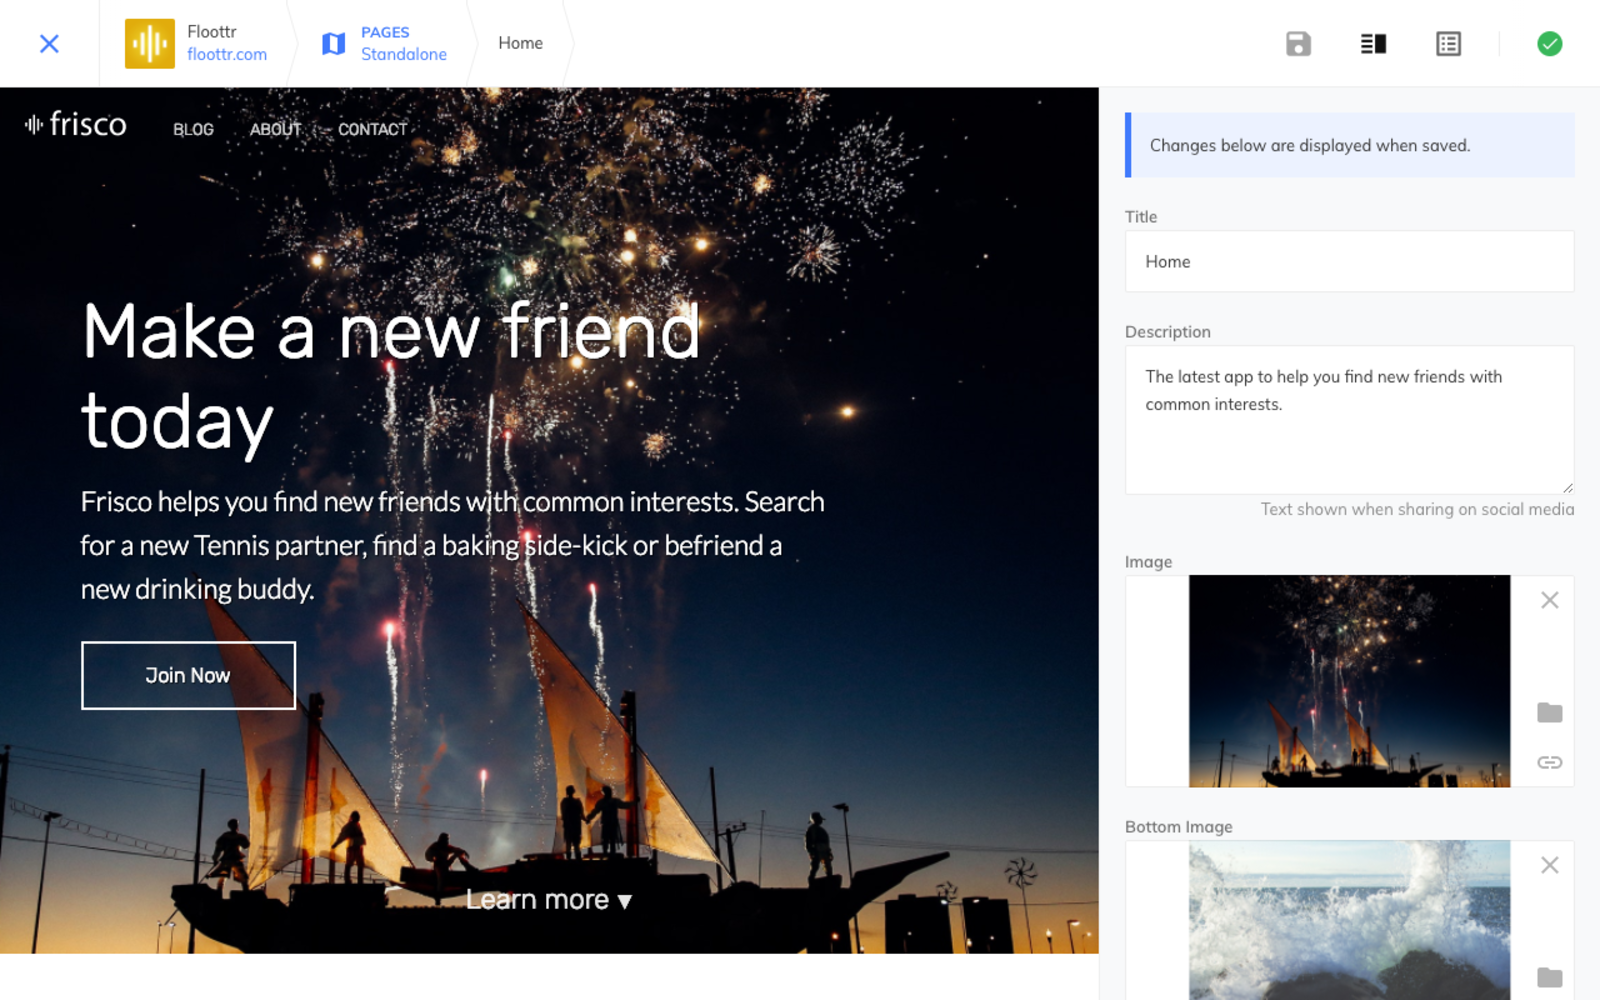 Floottr
floottr.com
PAGES
Standalone
Home
frisco
BLOG
ABOUT
CONTACT
Make a new friend
today
Frisco helps you find new friends with common interests. Search
for a new Tennis partner, find a baking side-kick or befriend a
new drinking buddy.
Join Now
Learn more ▼
Changes below are displayed when saved.
Title
Home
Description
The latest app to help you find new friends with
common interests.
Text shown when sharing on social media
Image
Bottom Image